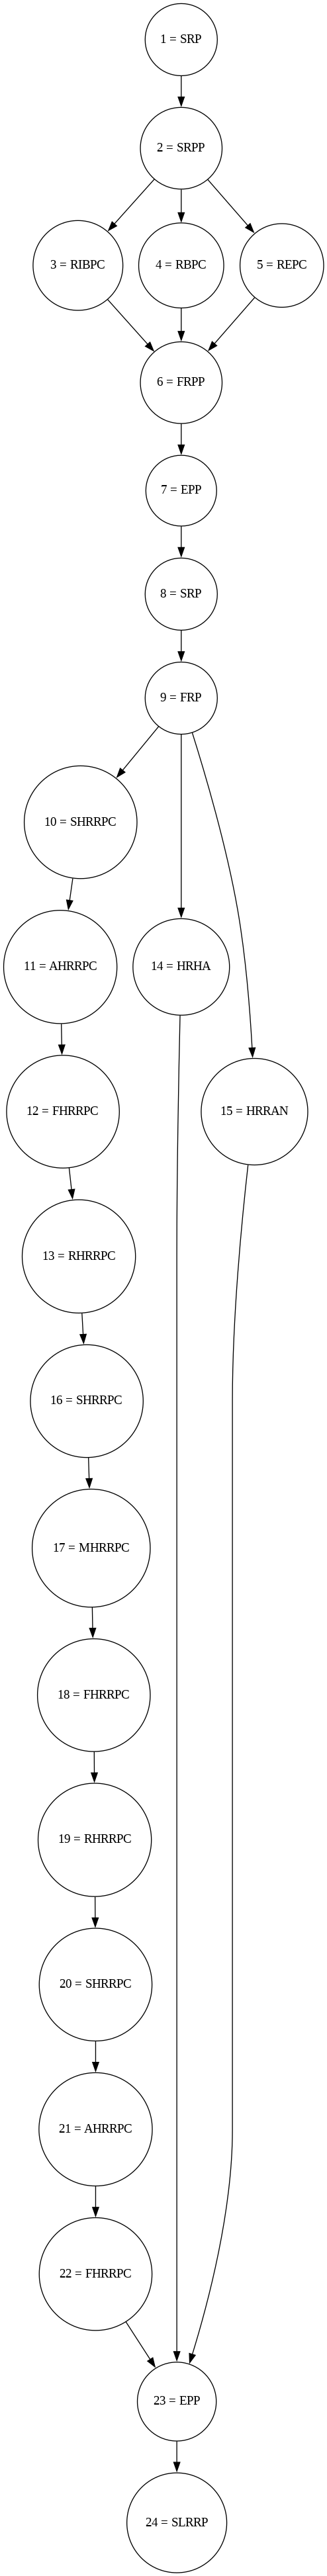 1 = SRP
2 = SRPP
3 = RIBPC
4 = RBPC
5 = REPC
6 = FRPP
7 = EPP
8 = SRP
9 = FRP
10 = SHRRPC
11 = AHRRPC
14 = HRHA
12 = FHRRPC
15 = HRRAN
13 = RHRRPC
16 = SHRRPC
17 = MHRRPC
18 = FHRRPC
19 = RHRRPC
20 = SHRRPC
21 = AHRRPC
22 = FHRRPC
23 = EPP
24 = SLRRP